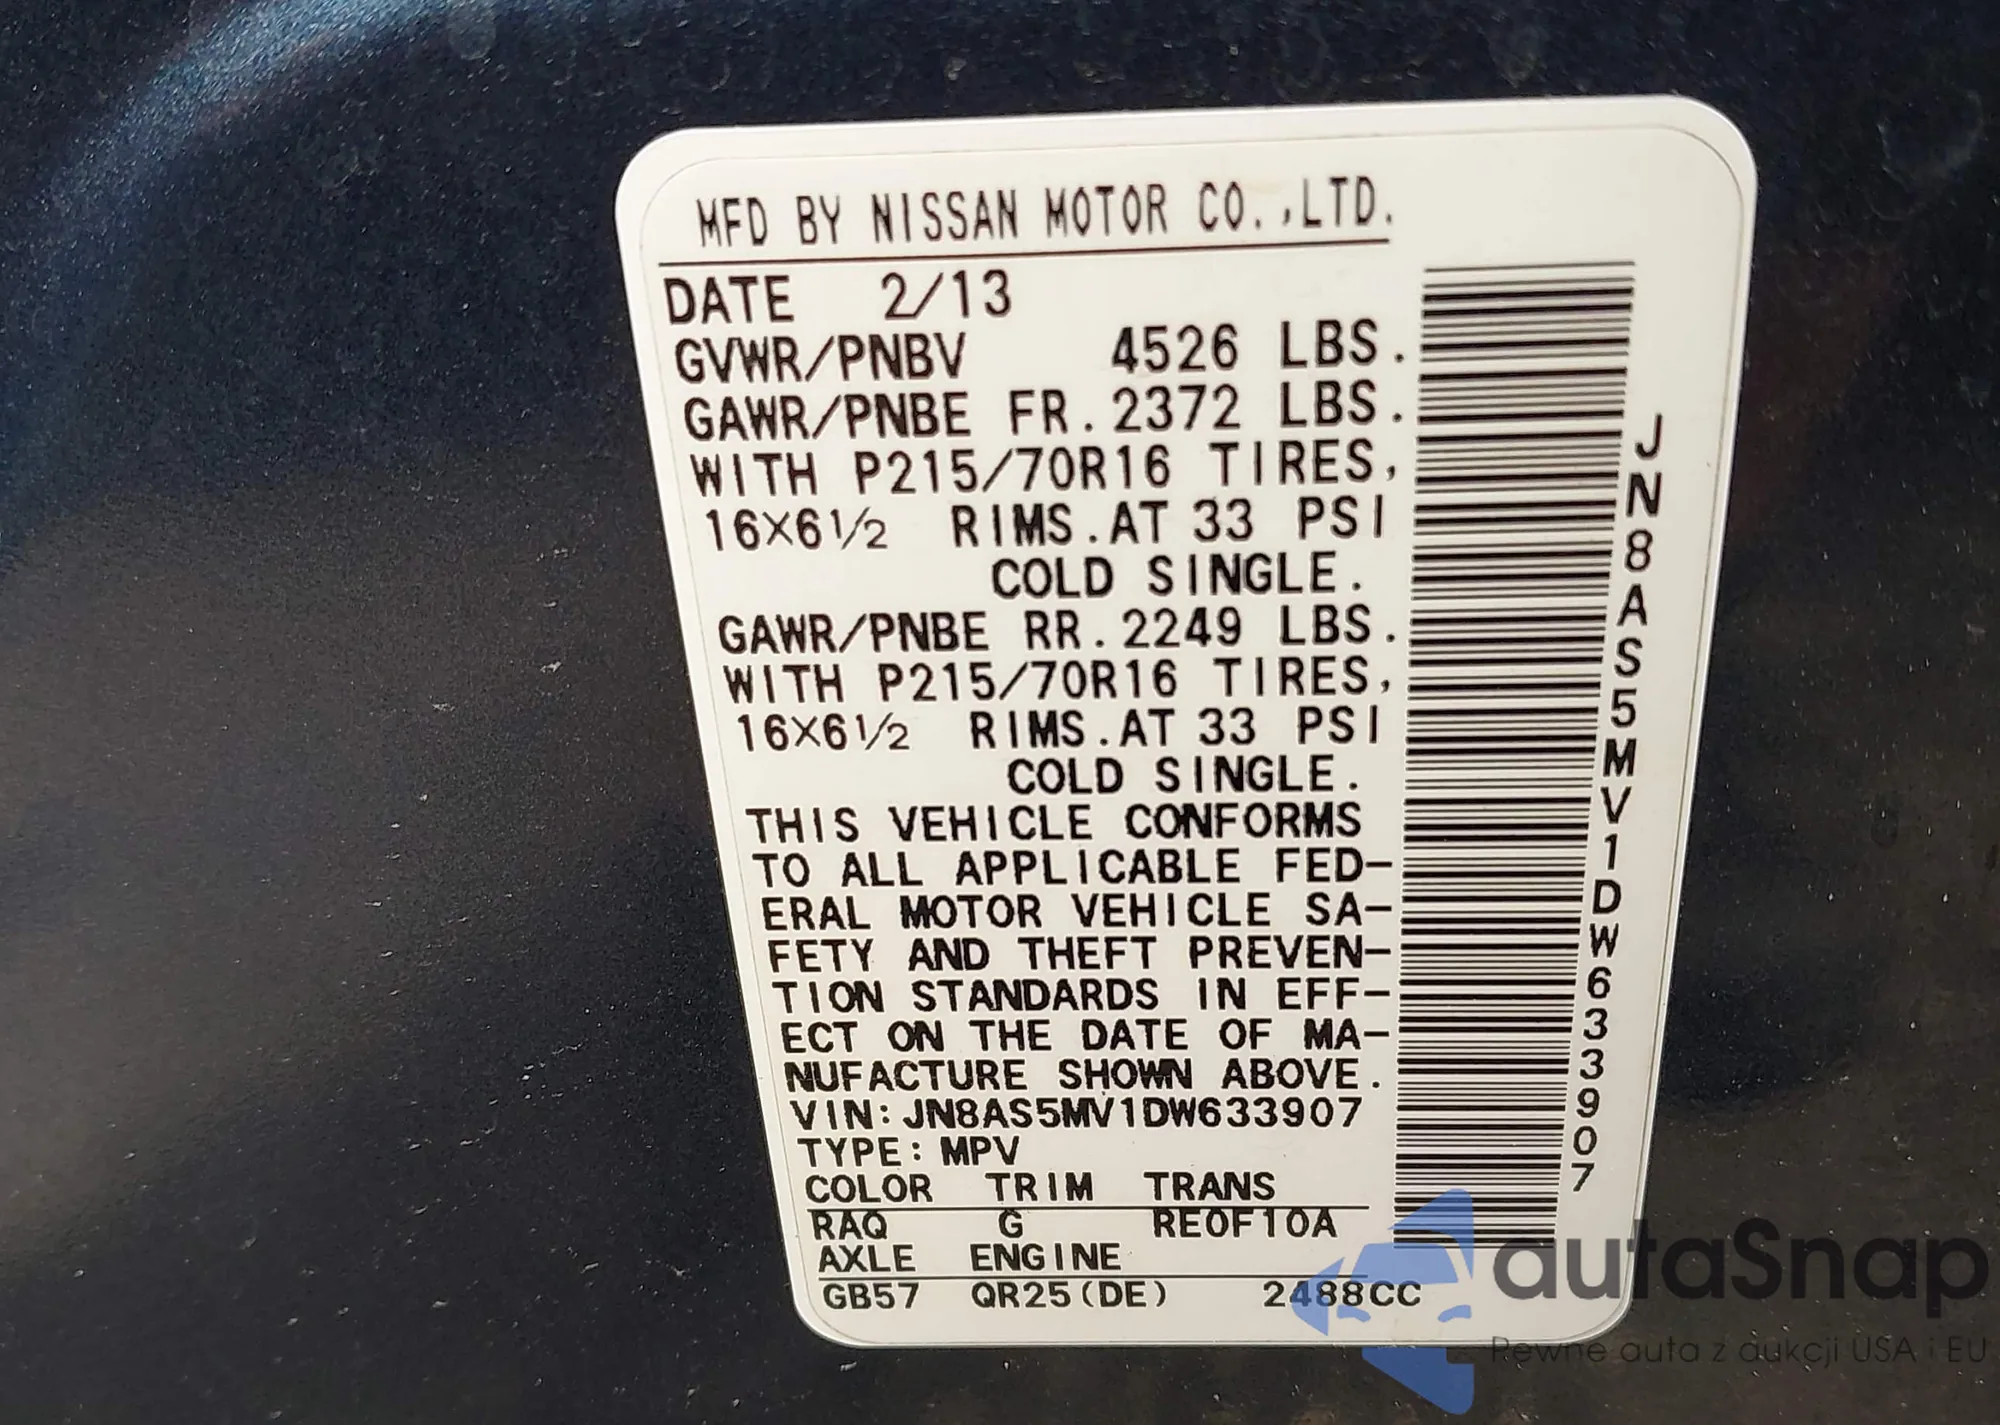 MFD BY NISSAN MOTOR CO.,LTD.
DATE 2/13
GVWR/PNBV 4526 LBS.
GAWR/PNBE FR.2372 LBS.
WITH P215/70R16 TIRES,
16×6½ RIMS.AT 33 PSI
COLD SINGLE.
GAWR/PNBE RR.2249 LBS.
WITH P215/70R16 TIRES,
16×6½ RIMS.AT 33 PSI
COLD SINGLE.
THIS VEHICLE CONFORMS
TO ALL APPLICABLE FED-
ERAL MOTOR VEHICLE SA-
FETY AND THEFT PREVEN-
TION STANDARDS IN EFF-
ECT ON THE DATE OF MA-
NUFACTURE SHOWN ABOVE.
VIN:JN8AS5MV1DW633907
TYPE:MPV
COLOR TRIM TRANS
RAQ G RE0F10A
AXLE ENGINE
GB57 QR25(DE) 2488CC
JN8AS5MV1DW633907
autaSnap
Pewne auta z aukcji USA i EU